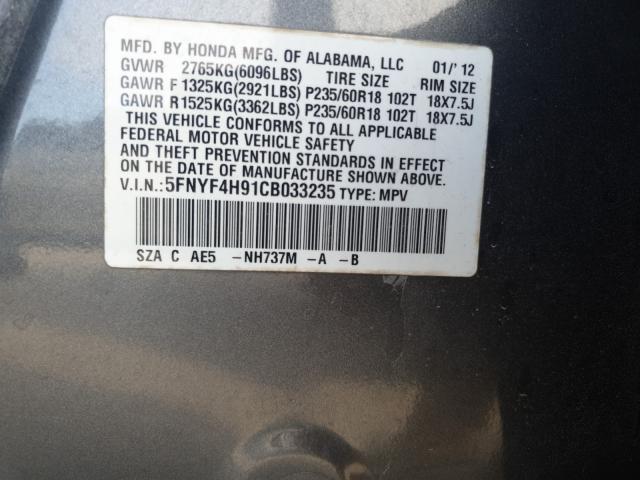 MFD. BY HONDA MFG. OF ALABAMA, LLC 01/'12
GVWR 2765KG(6096LBS) TIRE SIZE RIM SIZE
GAWR F 1325KG(2921LBS) P235/60R18 102T 18X7.5J
GAWR R1525KG(3362LBS) P235/60R18 102T 18X7.5J
THIS VEHICLE CONFORMS TO ALL APPLICABLE
FEDERAL MOTOR VEHICLE SAFETY
AND THEFT PREVENTION STANDARDS IN EFFECT
ON THE DATE OF MANUFACTURE SHOWN ABOVE.
V.I.N.:5FNYF4H91CB033235 TYPE: MPV
SZA C AE5 -NH737M -A -B